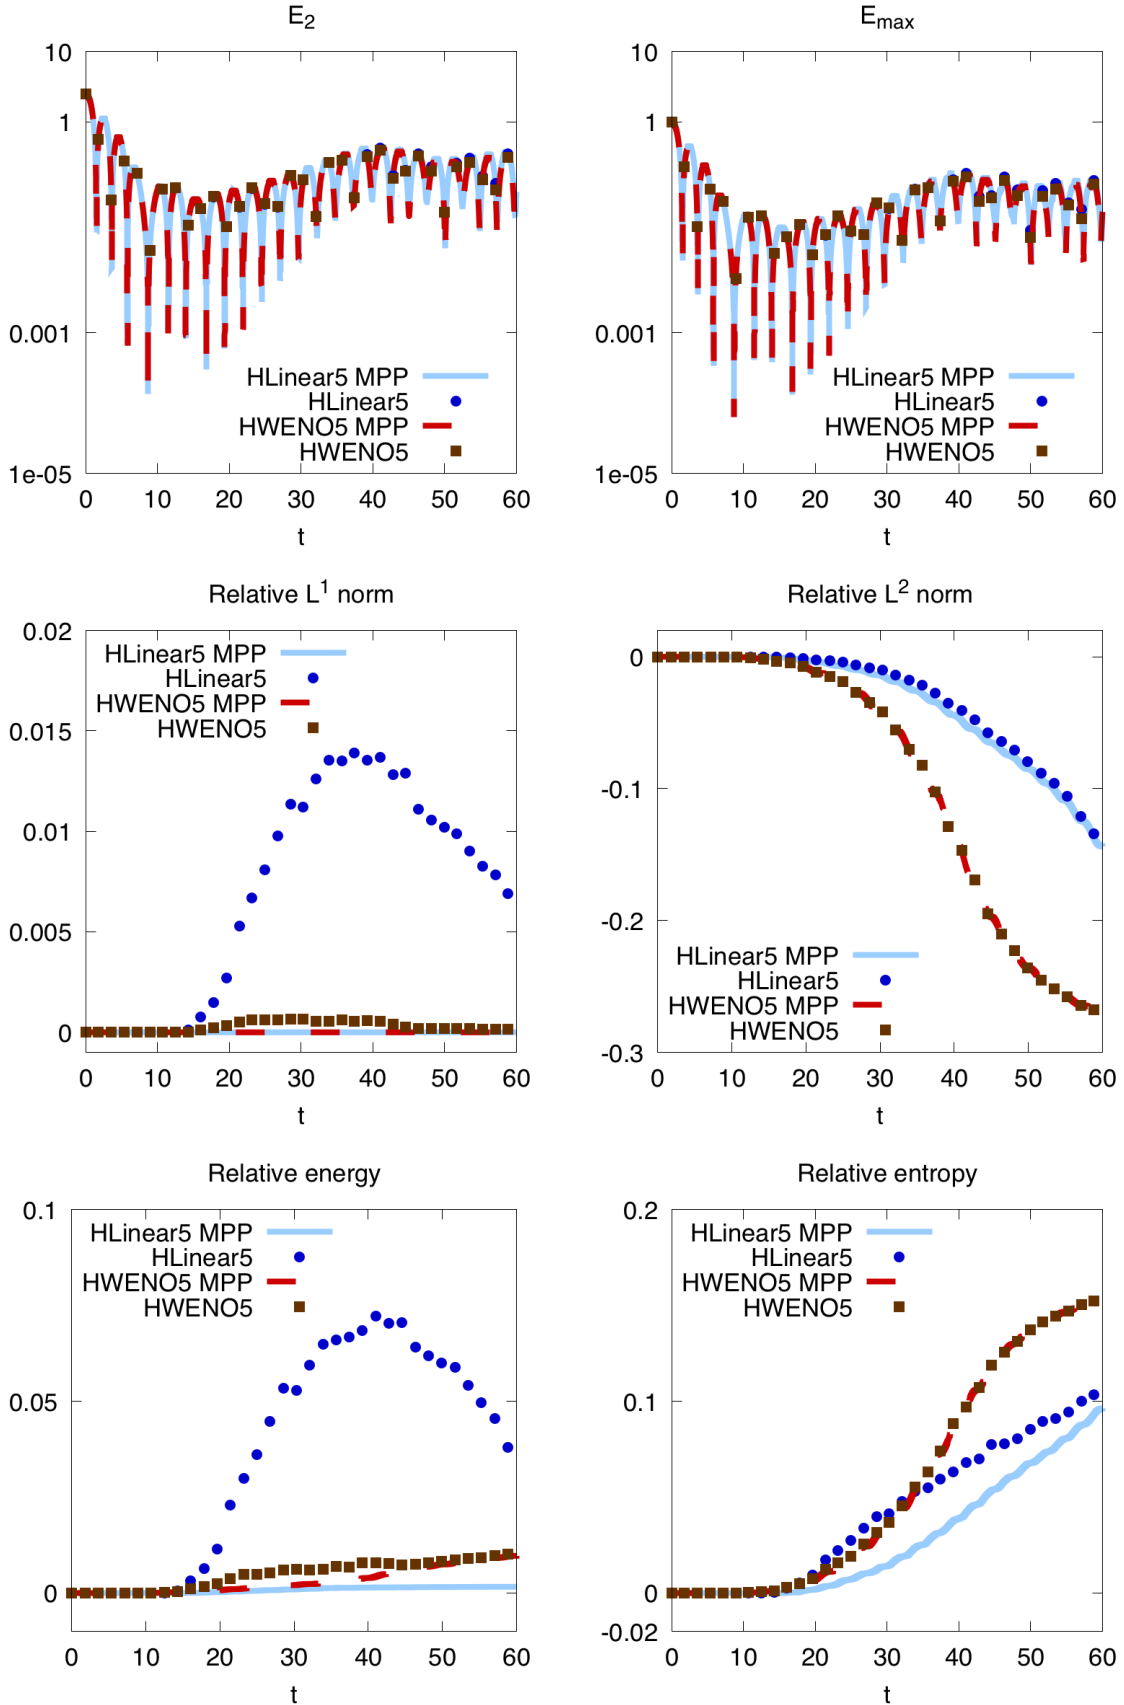 E2
10
1
0.001
1e-05
HLinear5 MPP
HLinear5
HWENO5 MPP
HWENO5
0 10 20 30 40 50 60
t
Emax
10
1
0.001
1e-05
HLinear5 MPP
HLinear5
HWENO5 MPP
HWENO5
0 10 20 30 40 50 60
t
Relative L1 norm
0.02
0.015
0.01
0.005
0
HLinear5 MPP
HLinear5
HWENO5 MPP
HWENO5
0 10 20 30 40 50 60
t
Relative L2 norm
0
-0.1
-0.2
-0.3
HLinear5 MPP
HLinear5
HWENO5 MPP
HWENO5
0 10 20 30 40 50 60
t
Relative energy
0.1
0.05
0
HLinear5 MPP
HLinear5
HWENO5 MPP
HWENO5
0 10 20 30 40 50 60
t
Relative entropy
0.2
0.1
0
-0.02
HLinear5 MPP
HLinear5
HWENO5 MPP
HWENO5
0 10 20 30 40 50 60
t